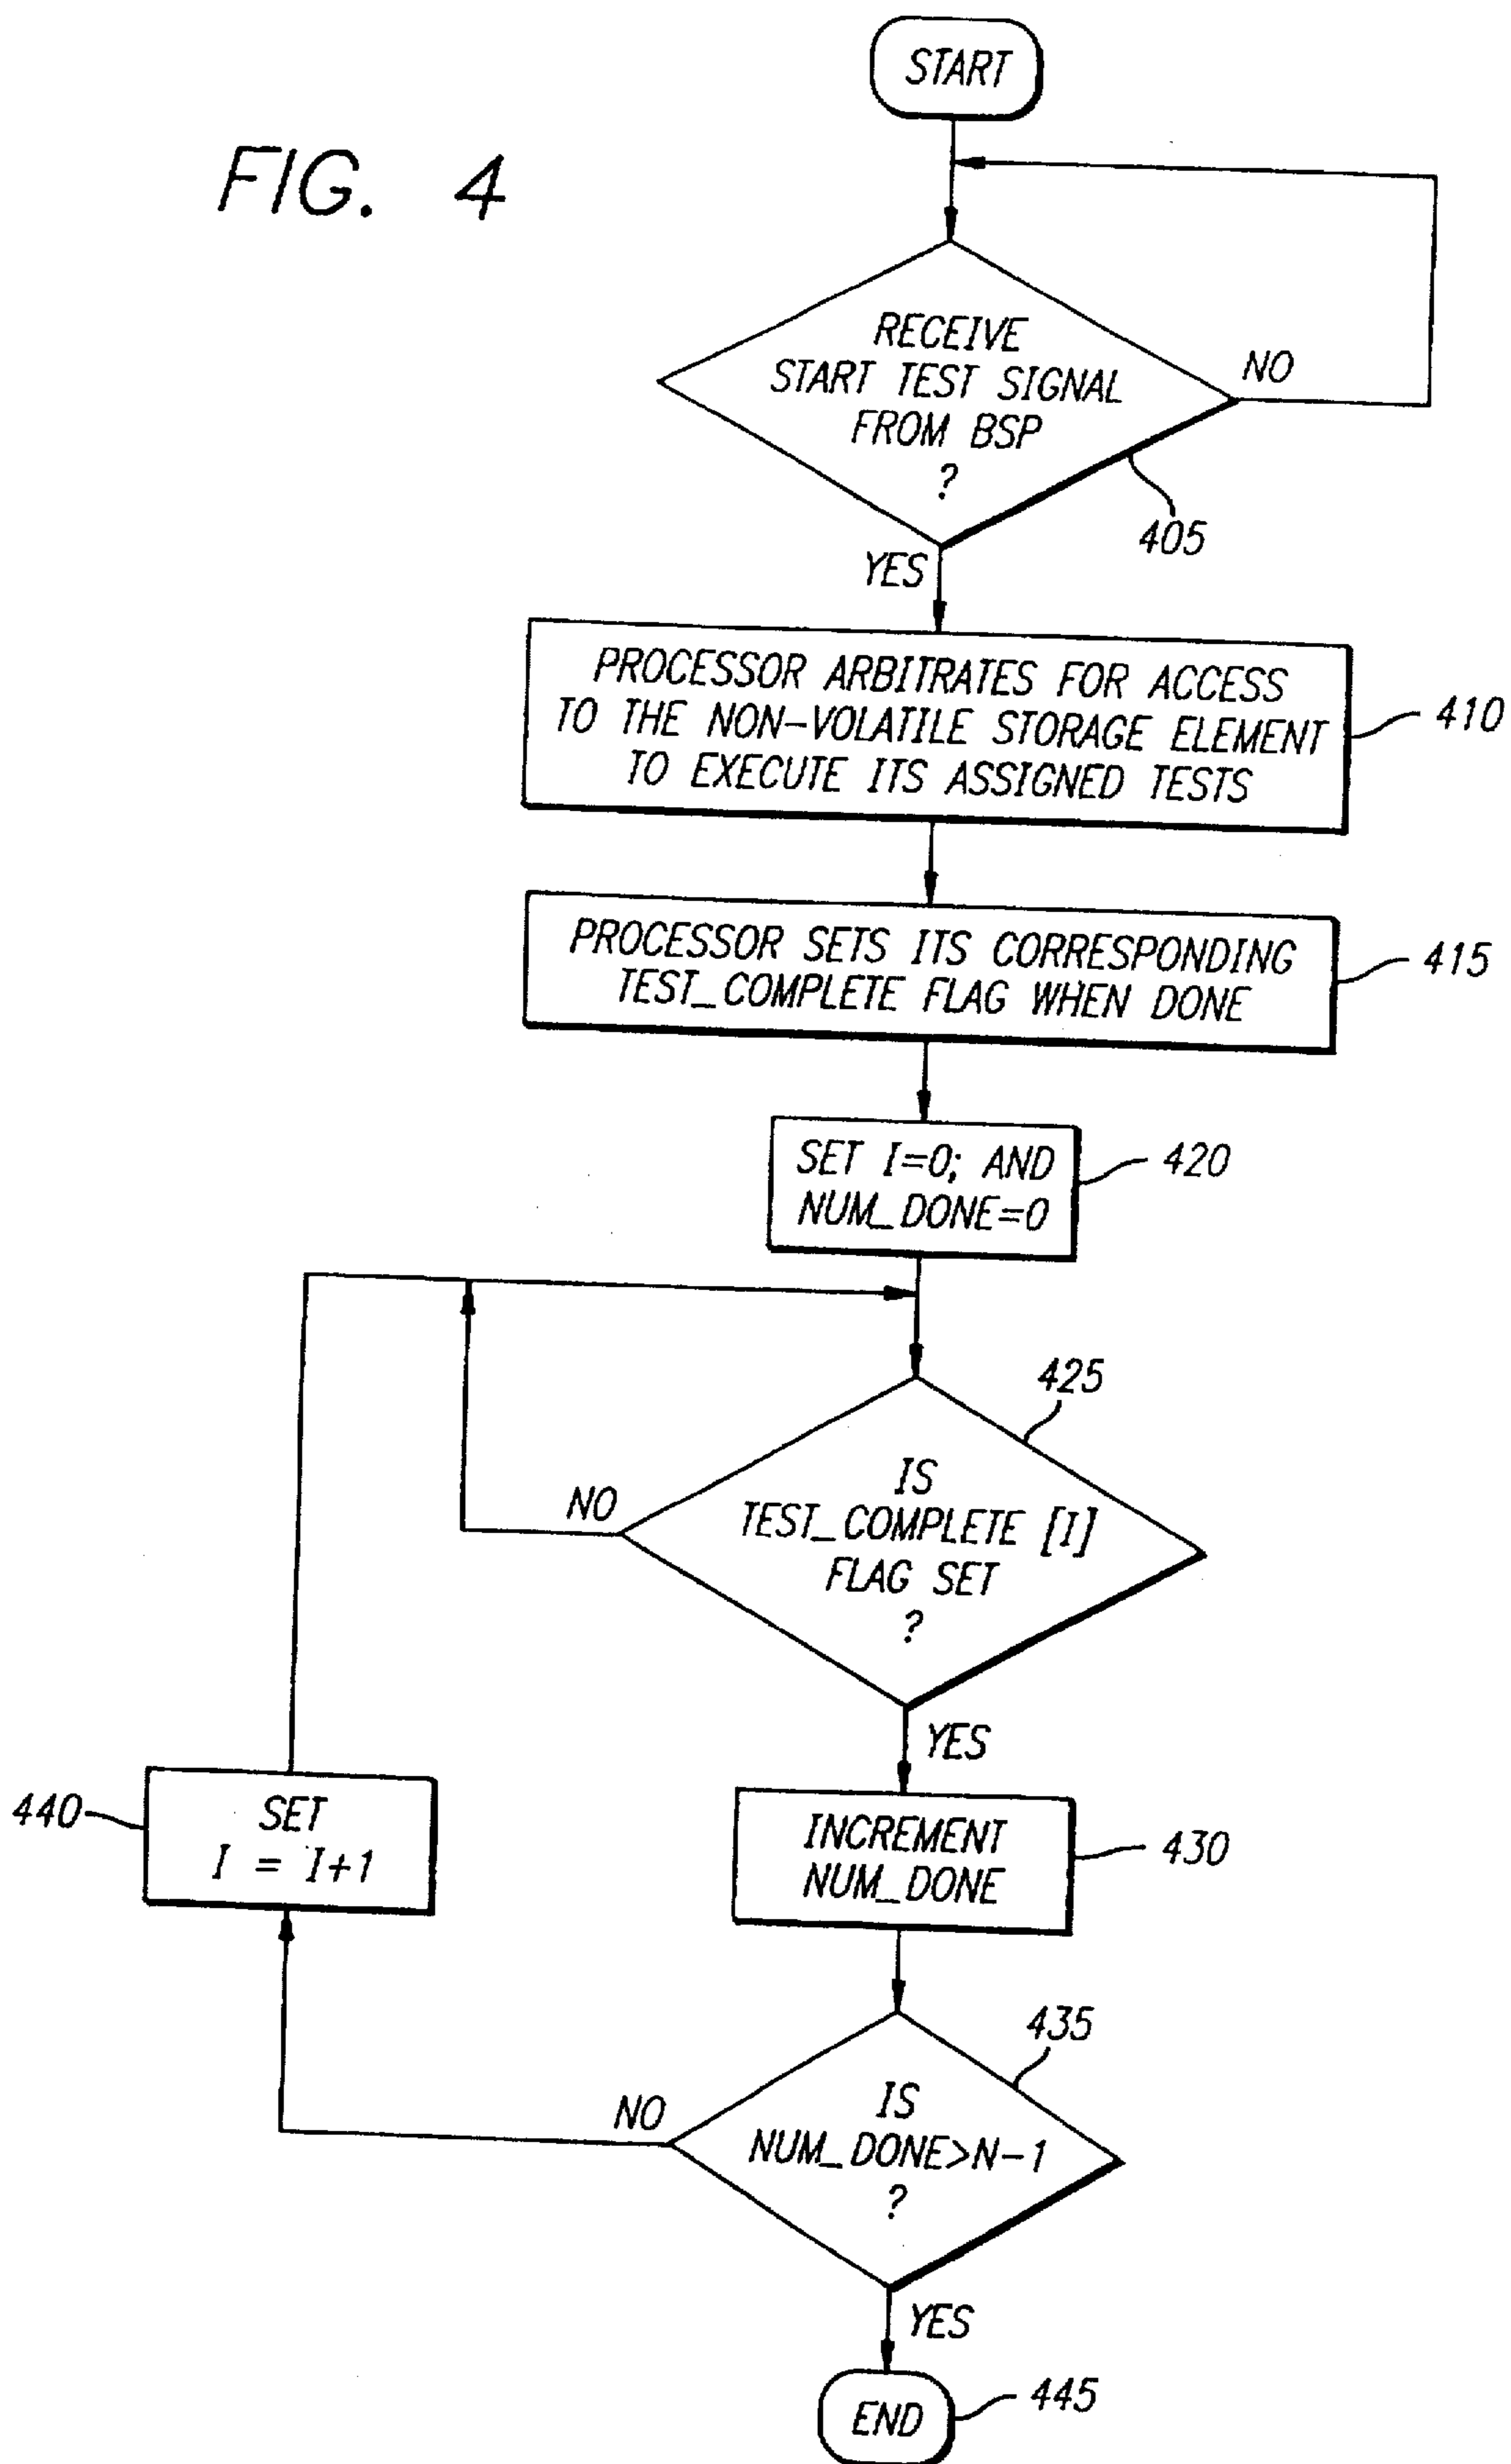 FIG. 4
START
RECEIVE
START TEST SIGNAL
FROM BSP
?
NO
405
YES
PROCESSOR ARBITRATES FOR ACCESS
TO THE NON-VOLATILE STORAGE ELEMENT
TO EXECUTE ITS ASSIGNED TESTS
410
PROCESSOR SETS ITS CORRESPONDING
TEST_COMPLETE FLAG WHEN DONE
415
SET I=0; AND
NUM_DONE=0
420
425
IS
TEST_COMPLETE [I]
FLAG SET
?
NO
YES
440
SET
I = I+1
INCREMENT
NUM_DONE
430
435
IS
NUM_DONE>N-1
?
NO
YES
END
445